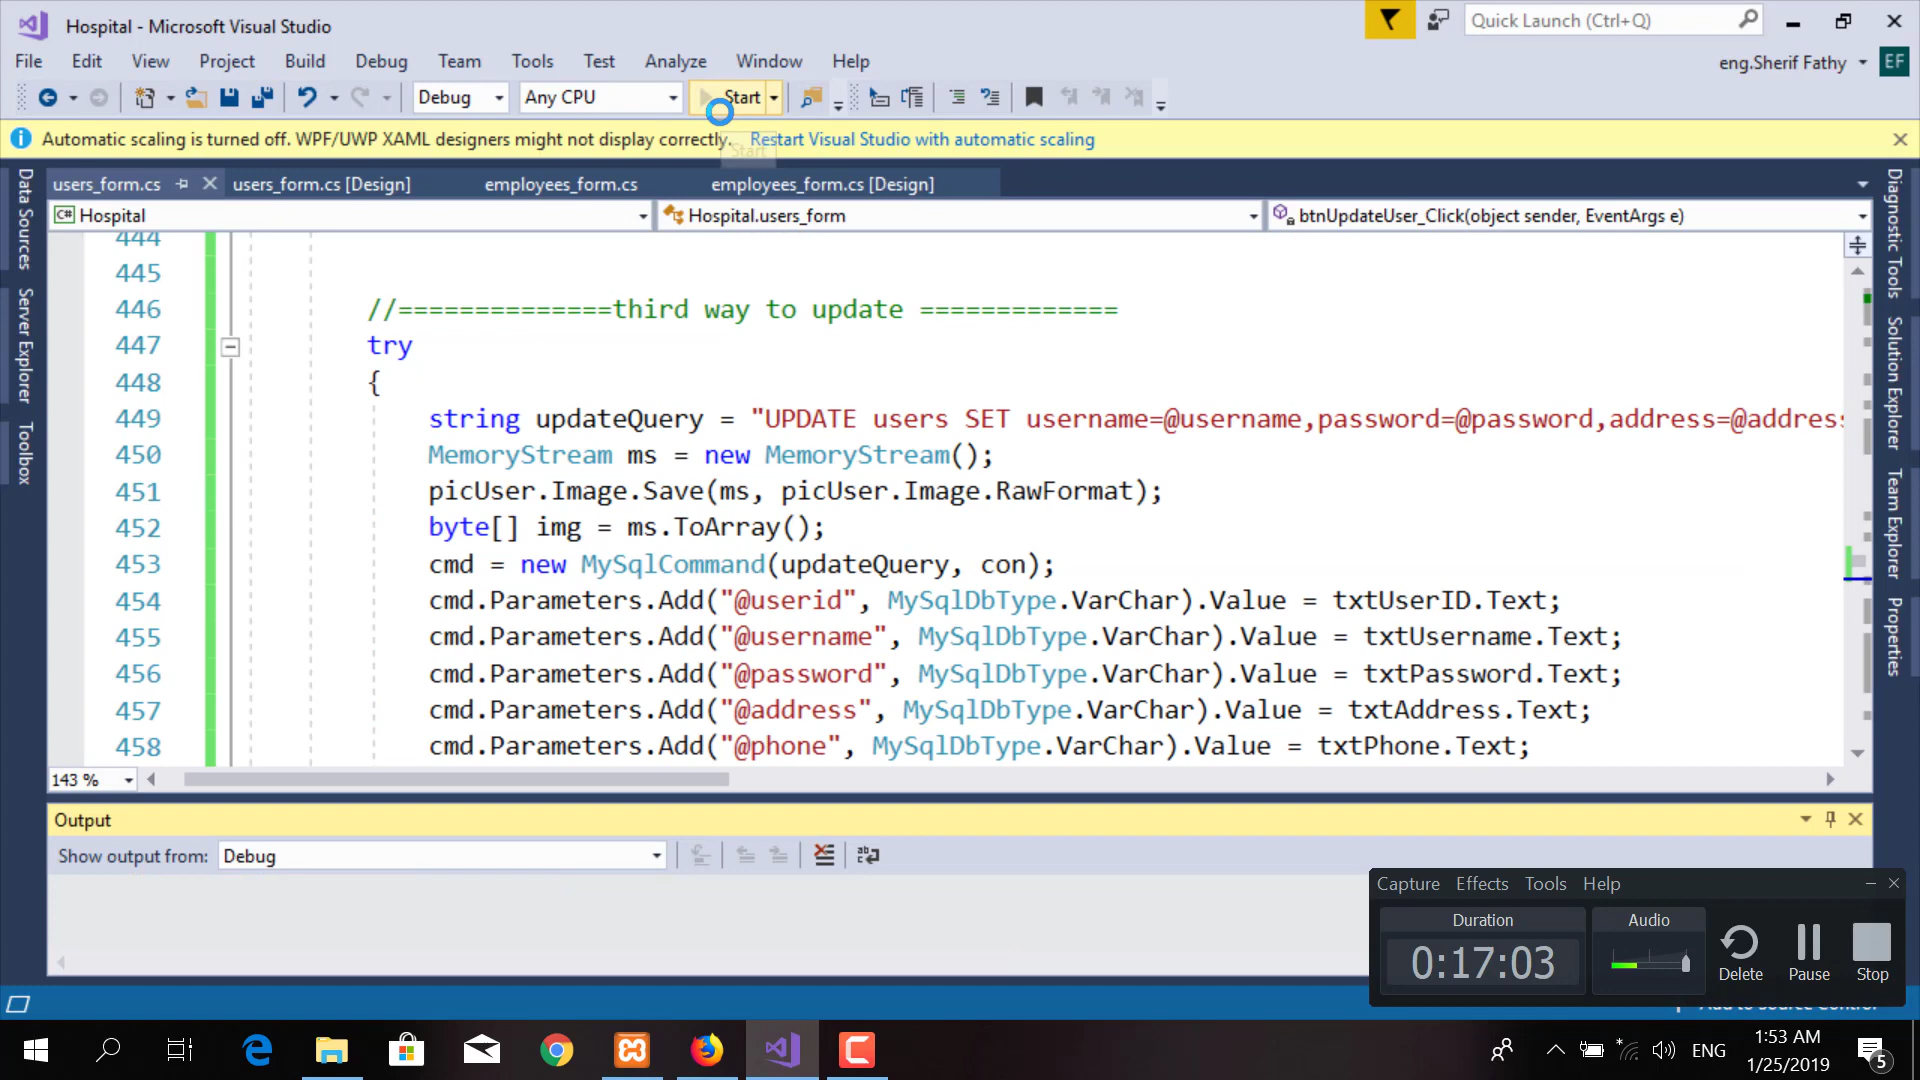 Hospital - Microsoft Visual Studio
Quick Launch (Ctrl+Q)
File Edit View Project Build Debug Team Tools Test Analyze Window Help
eng.Sherif Fathy EF
Debug Any CPU Start
Automatic scaling is turned off. WPF/UWP XAML designers might not display correctly. Restart Visual Studio with automatic scaling
Start
users_form.cs users_form.cs [Design] employees_form.cs employees_form.cs [Design]
C# Hospital Hospital.users_form btnUpdateUser_Click(object sender, EventArgs e)
Data Sources
Server Explorer
Toolbox
Diagnostic Tools
Solution Explorer
Team Explorer
Properties
444
445
446 //==============third way to update =============
447 try
448 {
449 string updateQuery = "UPDATE users SET username=@username,password=@password,address=@address
450 MemoryStream ms = new MemoryStream();
451 picUser.Image.Save(ms, picUser.Image.RawFormat);
452 byte[] img = ms.ToArray();
453 cmd = new MySqlCommand(updateQuery, con);
454 cmd.Parameters.Add("@userid", MySqlDbType.VarChar).Value = txtUserID.Text;
455 cmd.Parameters.Add("@username", MySqlDbType.VarChar).Value = txtUsername.Text;
456 cmd.Parameters.Add("@password", MySqlDbType.VarChar).Value = txtPassword.Text;
457 cmd.Parameters.Add("@address", MySqlDbType.VarChar).Value = txtAddress.Text;
458 cmd.Parameters.Add("@phone", MySqlDbType.VarChar).Value = txtPhone.Text;
143 %
Output
Show output from: Debug
Capture Effects Tools Help
Duration Audio
0:17:03
Delete Pause Stop
Add to Source Control
ENG
1:53 AM
1/25/2019
5